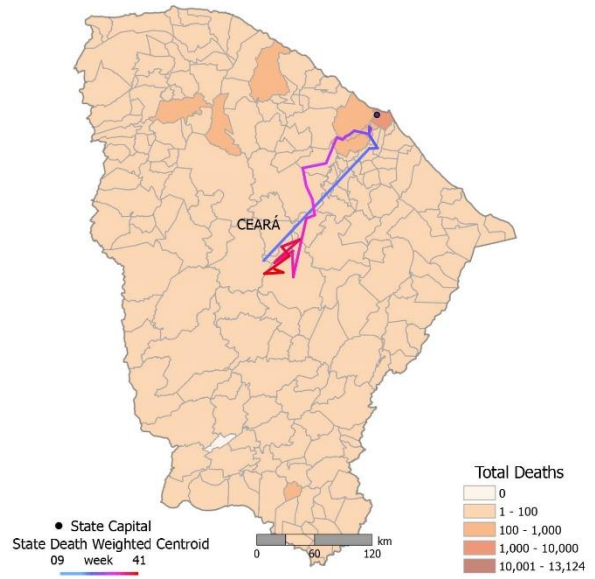 CEARÁ
Total Deaths
0
1 - 100
100 - 1,000
1,000 - 10,000
10,001 - 13,124
State Capital
State Death Weighted Centroid
09 week 41
km
0 60 120